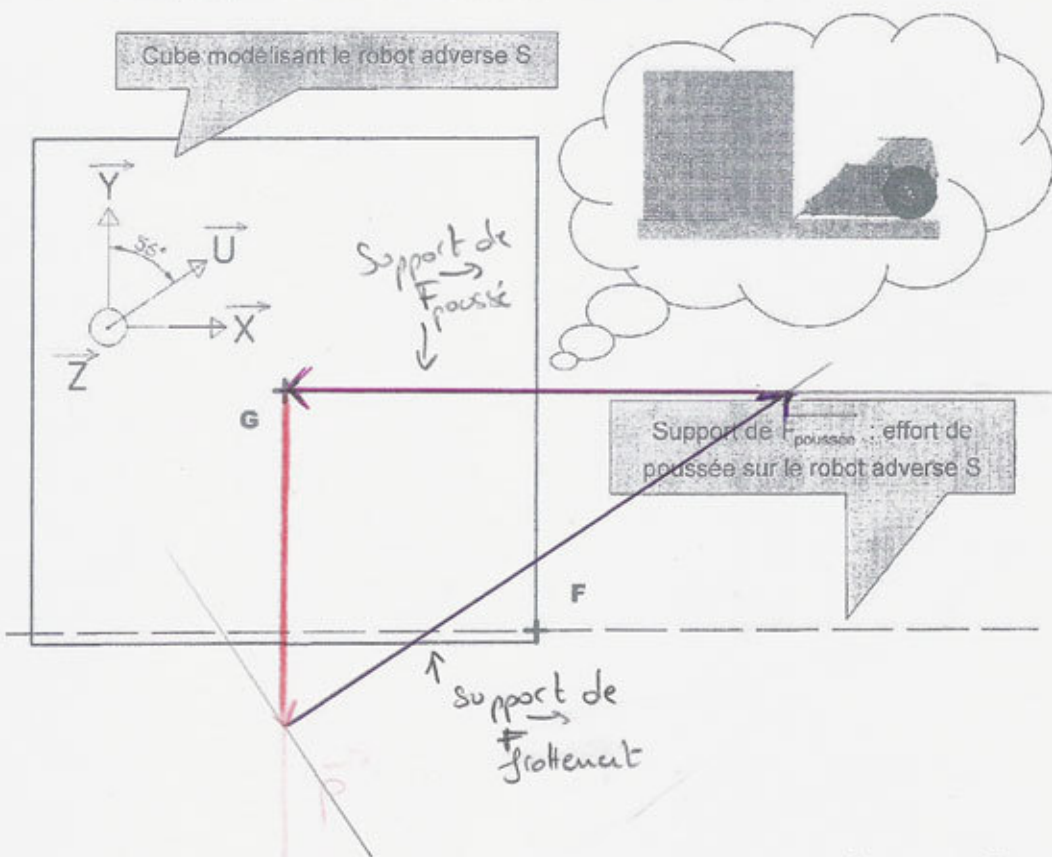 Cube modélisant le robot adverse S
Y
55°
U
X
Z
Support de
F poussé
G
Support de F poussée : effort de
poussée sur le robot adverse S
F
support de
F
frottement